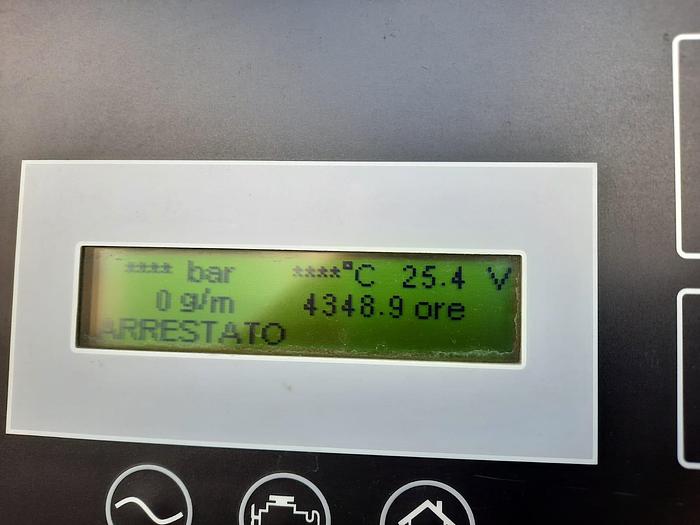 **** bar ****°C 25.4 V
0 g/m 4348.9 ore
ARRESTATO